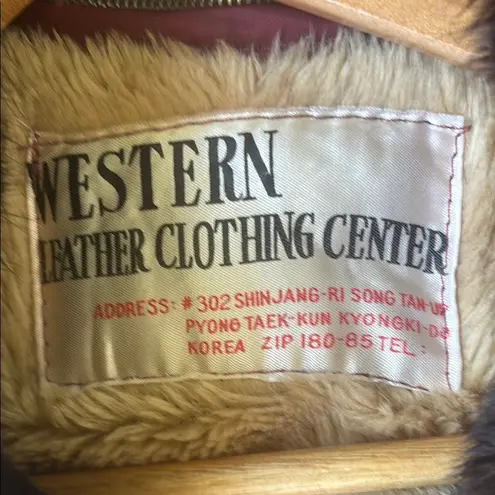 WESTERN
LEATHER CLOTHING CENTER
ADDRESS: # 302 SHINJANG-RI SONG TAN-UP
PYONG TAEK-KUN KYONGKI-DO
KOREA ZIP 180-85 TEL: